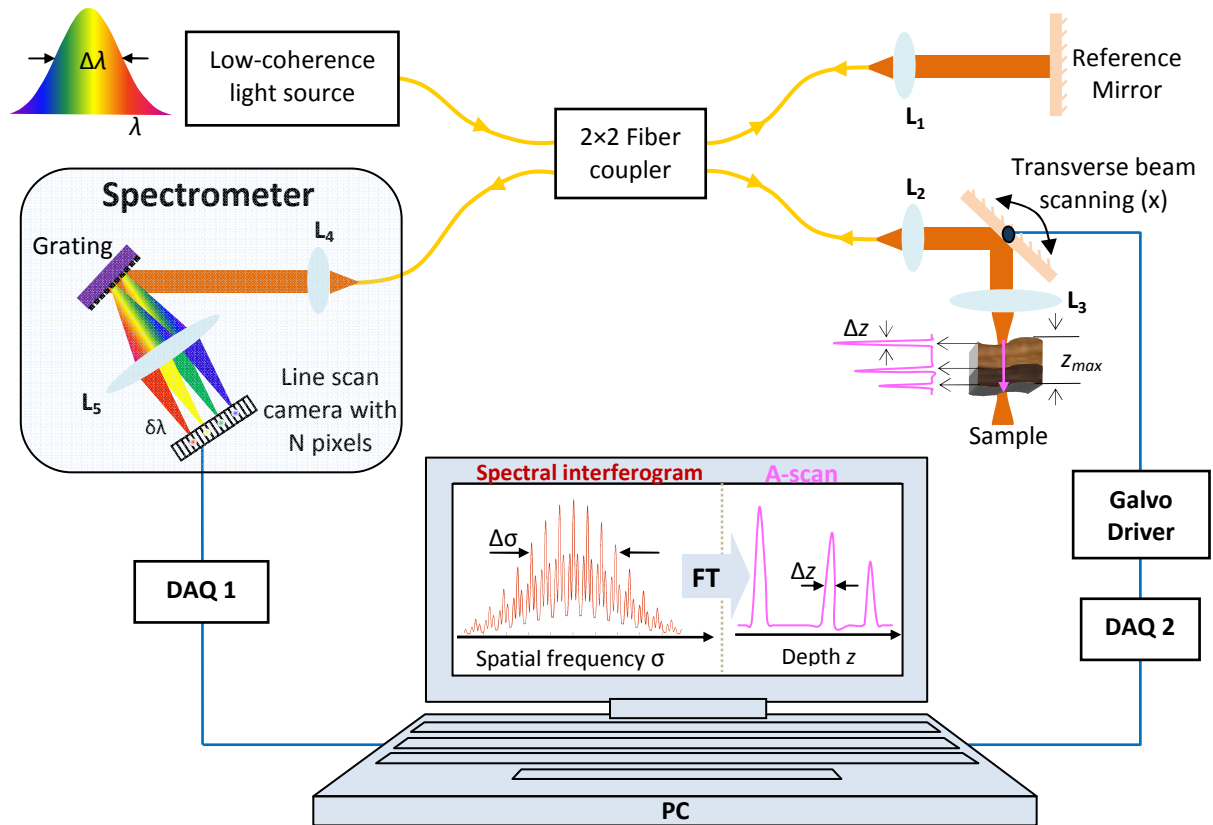 Δλ
λ
Low-coherence
light source
2×2 Fiber
coupler
L1
Reference
Mirror
Transverse beam
scanning (x)
L2
L3
Δz
zmax
Sample
Spectrometer
Grating
L4
L5
δλ
Line scan
camera with
N pixels
Spectral interferogram
A-scan
Δσ
FT
Δz
Spatial frequency σ
Depth z
DAQ 1
Galvo
Driver
DAQ 2
PC